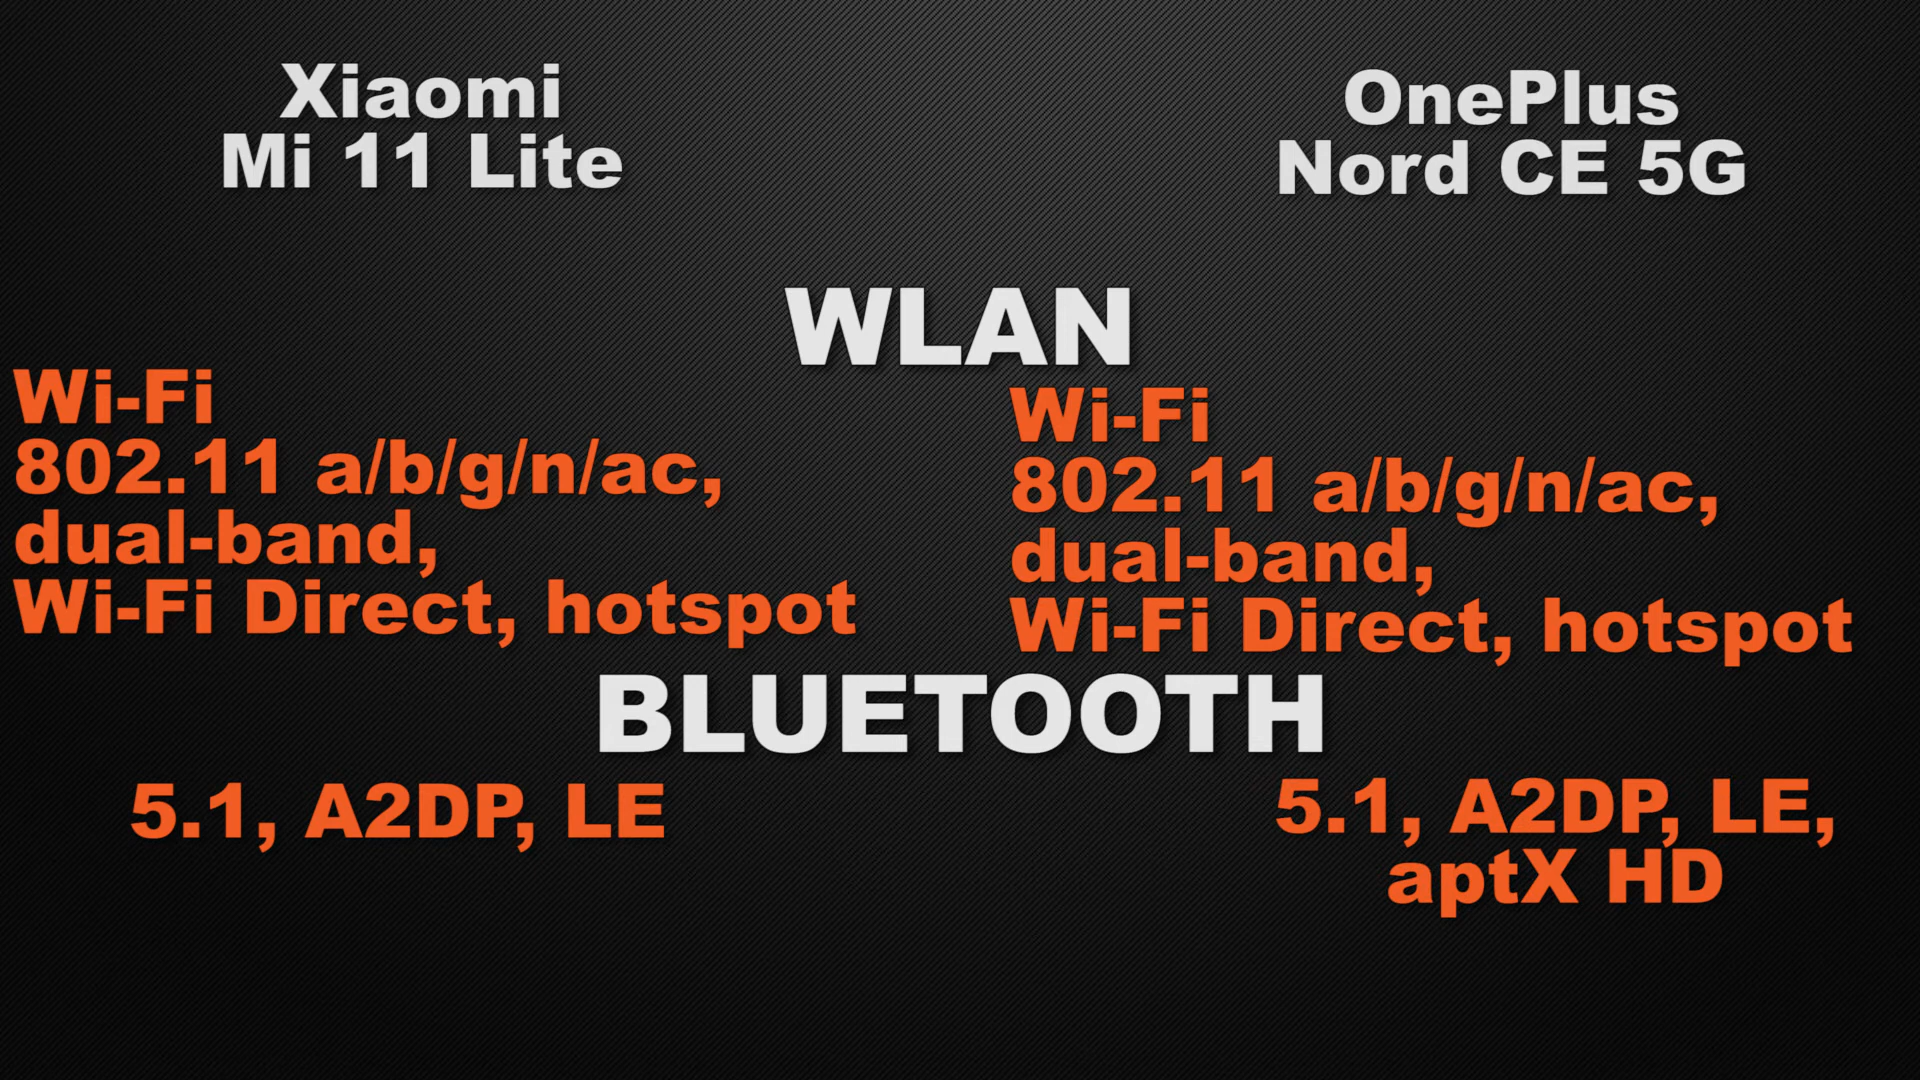 Xiaomi
Mi 11 Lite
OnePlus
Nord CE 5G
WLAN
Wi-Fi
802.11 a/b/g/n/ac,
dual-band,
Wi-Fi Direct, hotspot
Wi-Fi
802.11 a/b/g/n/ac,
dual-band,
Wi-Fi Direct, hotspot
BLUETOOTH
5.1, A2DP, LE
5.1, A2DP, LE,
aptX HD